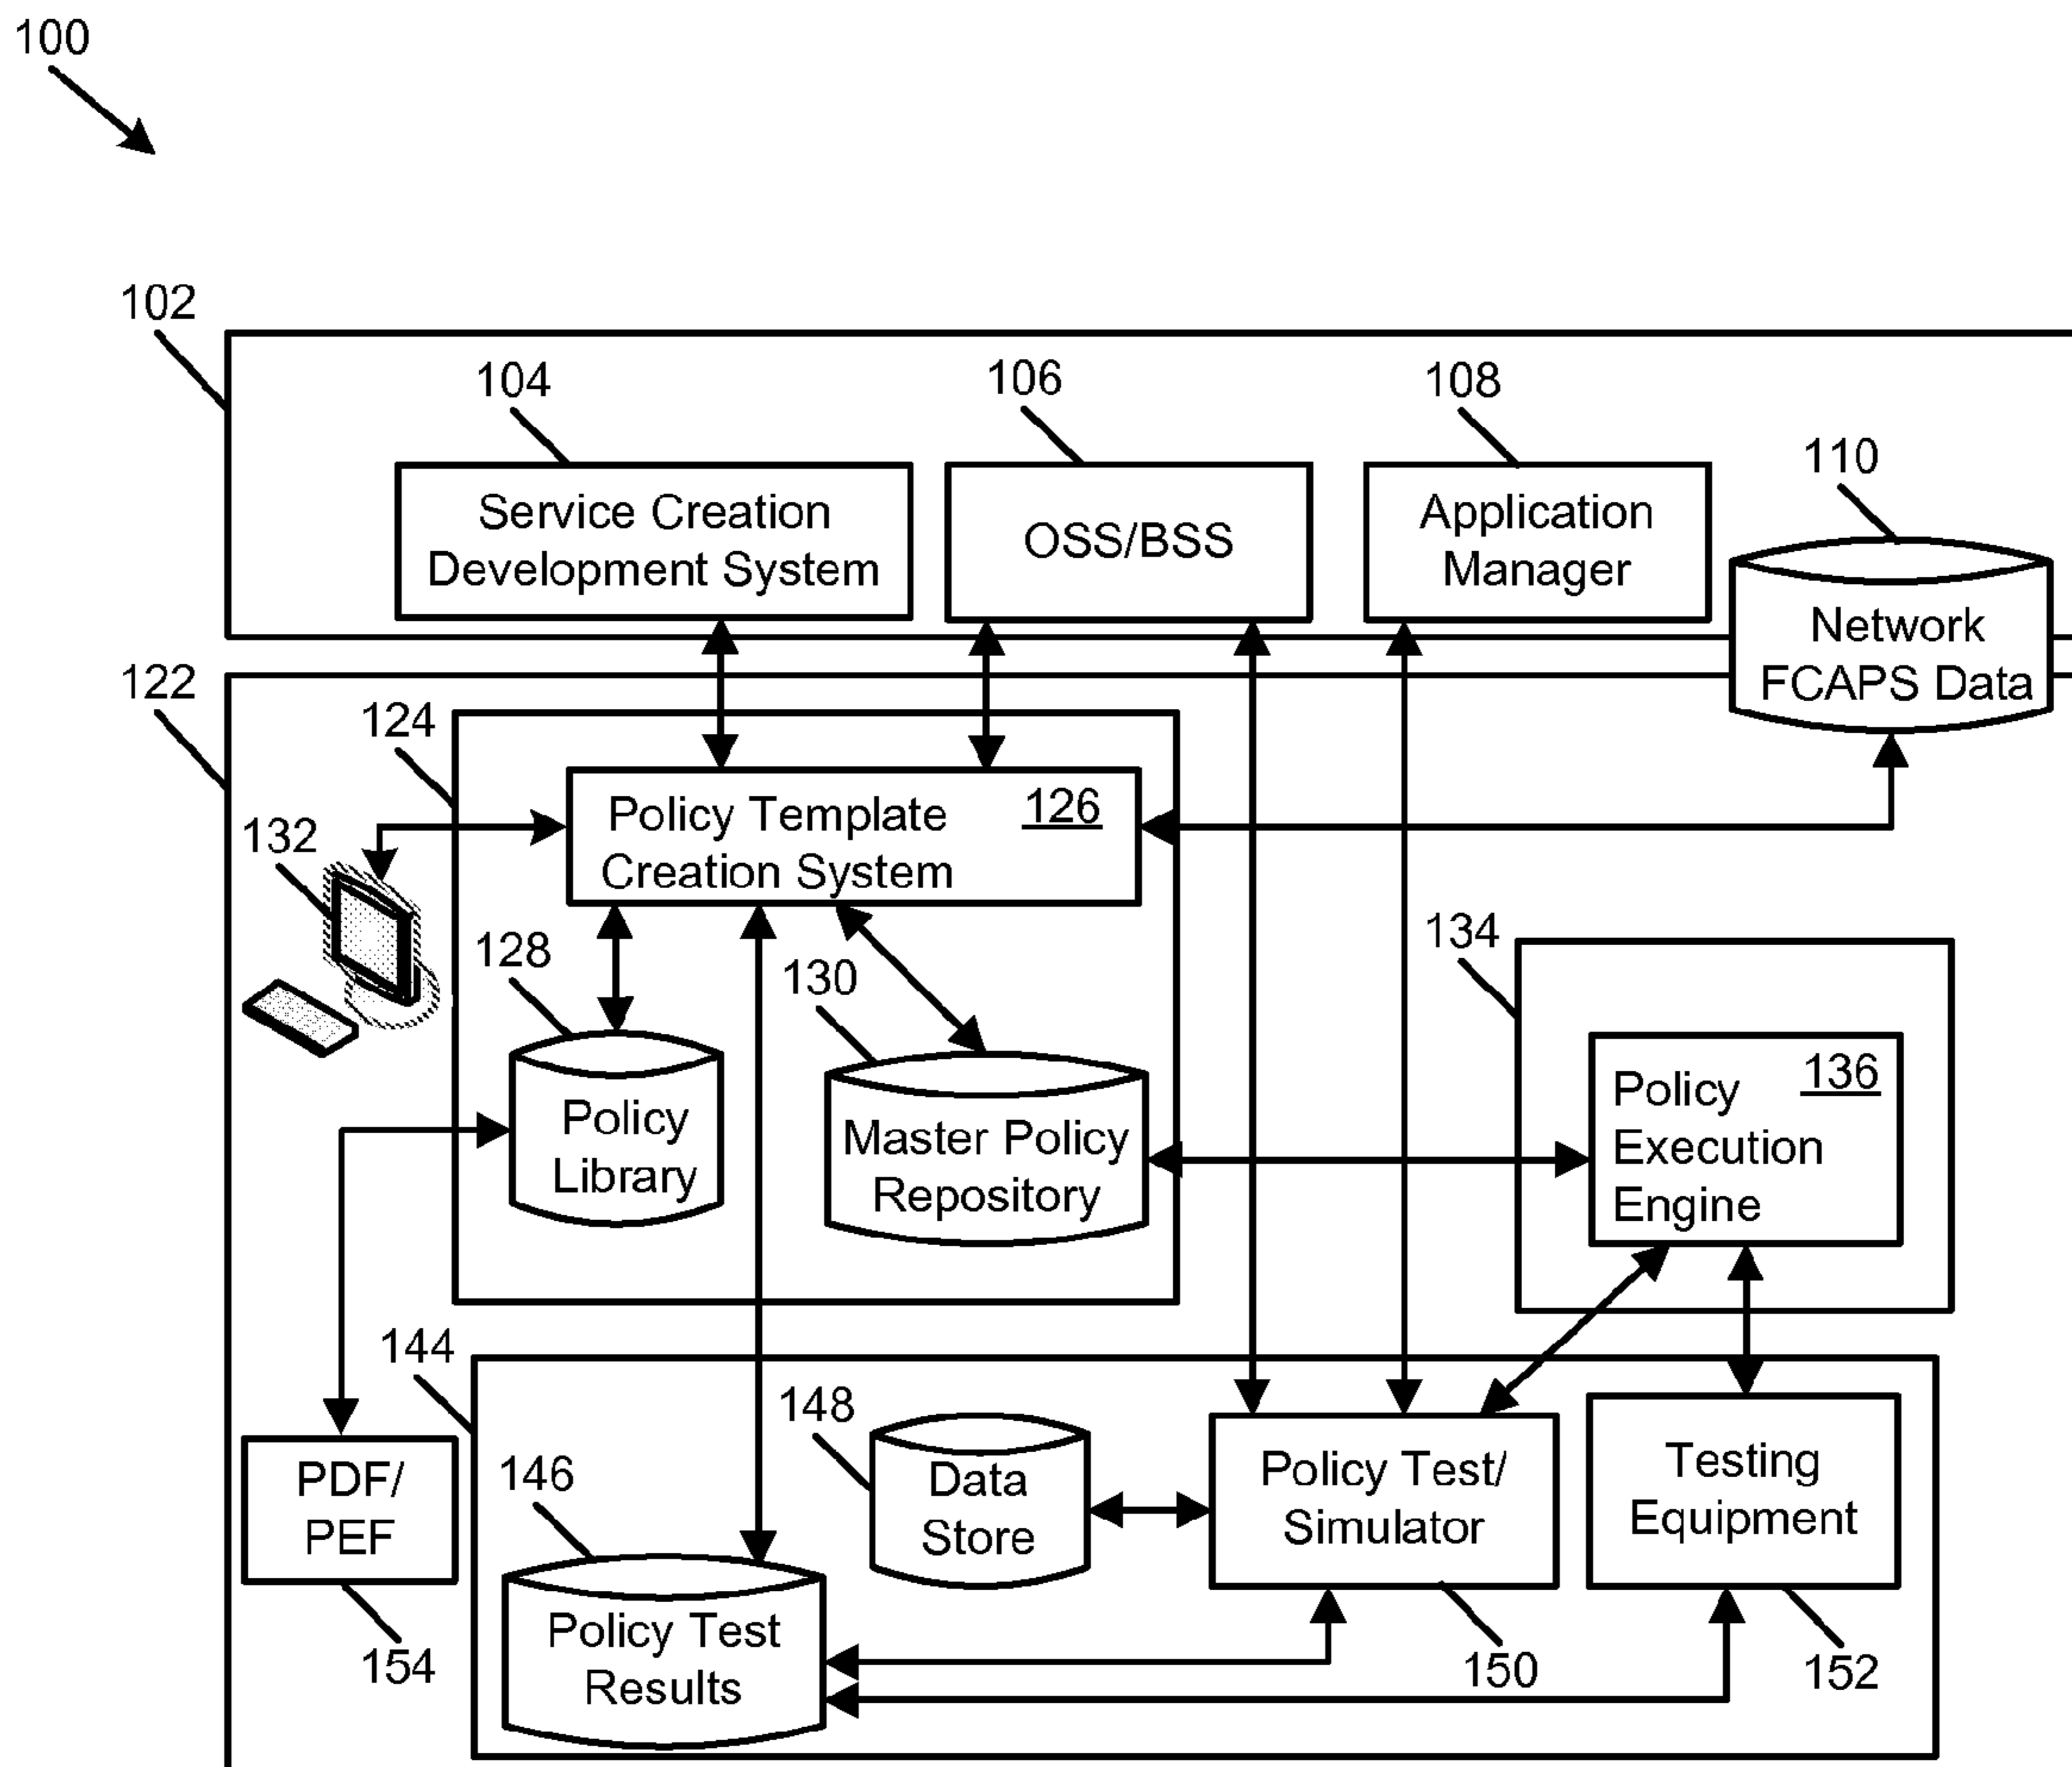 100
102
104
106
108
110
Service Creation
Development System
OSS/BSS
Application
Manager
Network
FCAPS Data
122
124
Policy Template
Creation System
126
132
128
130
134
Policy
Library
Master Policy
Repository
Policy
Execution
Engine
136
144
148
146
PDF/
PEF
154
Data
Store
Policy Test/
Simulator
Testing
Equipment
Policy Test
Results
150
152